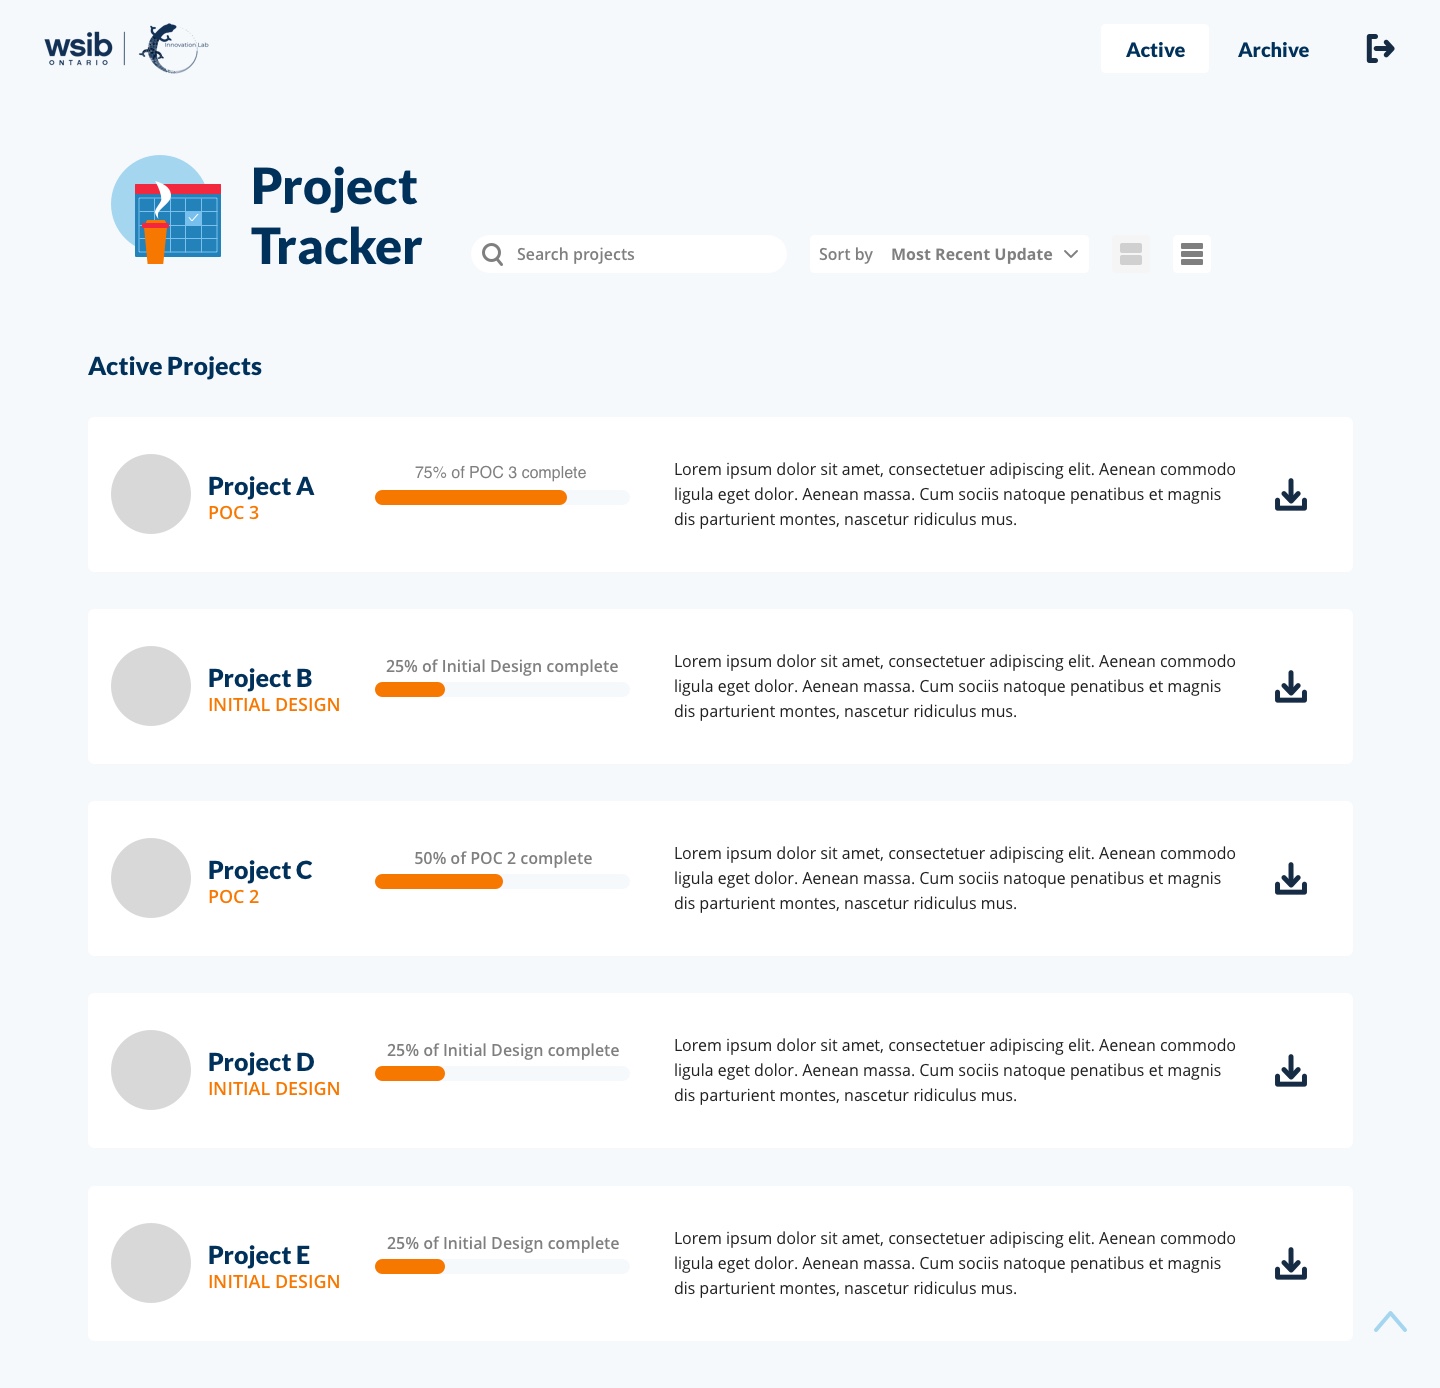 wsib
ONTARIO
Innovation Lab
Active
Archive
Project
Tracker
Search projects
Sort by Most Recent Update
Active Projects
Project A
POC 3
75% of POC 3 complete
Lorem ipsum dolor sit amet, consectetuer adipiscing elit. Aenean commodo
ligula eget dolor. Aenean massa. Cum sociis natoque penatibus et magnis
dis parturient montes, nascetur ridiculus mus.
Project B
INITIAL DESIGN
25% of Initial Design complete
Lorem ipsum dolor sit amet, consectetuer adipiscing elit. Aenean commodo
ligula eget dolor. Aenean massa. Cum sociis natoque penatibus et magnis
dis parturient montes, nascetur ridiculus mus.
Project C
POC 2
50% of POC 2 complete
Lorem ipsum dolor sit amet, consectetuer adipiscing elit. Aenean commodo
ligula eget dolor. Aenean massa. Cum sociis natoque penatibus et magnis
dis parturient montes, nascetur ridiculus mus.
Project D
INITIAL DESIGN
25% of Initial Design complete
Lorem ipsum dolor sit amet, consectetuer adipiscing elit. Aenean commodo
ligula eget dolor. Aenean massa. Cum sociis natoque penatibus et magnis
dis parturient montes, nascetur ridiculus mus.
Project E
INITIAL DESIGN
25% of Initial Design complete
Lorem ipsum dolor sit amet, consectetuer adipiscing elit. Aenean commodo
ligula eget dolor. Aenean massa. Cum sociis natoque penatibus et magnis
dis parturient montes, nascetur ridiculus mus.